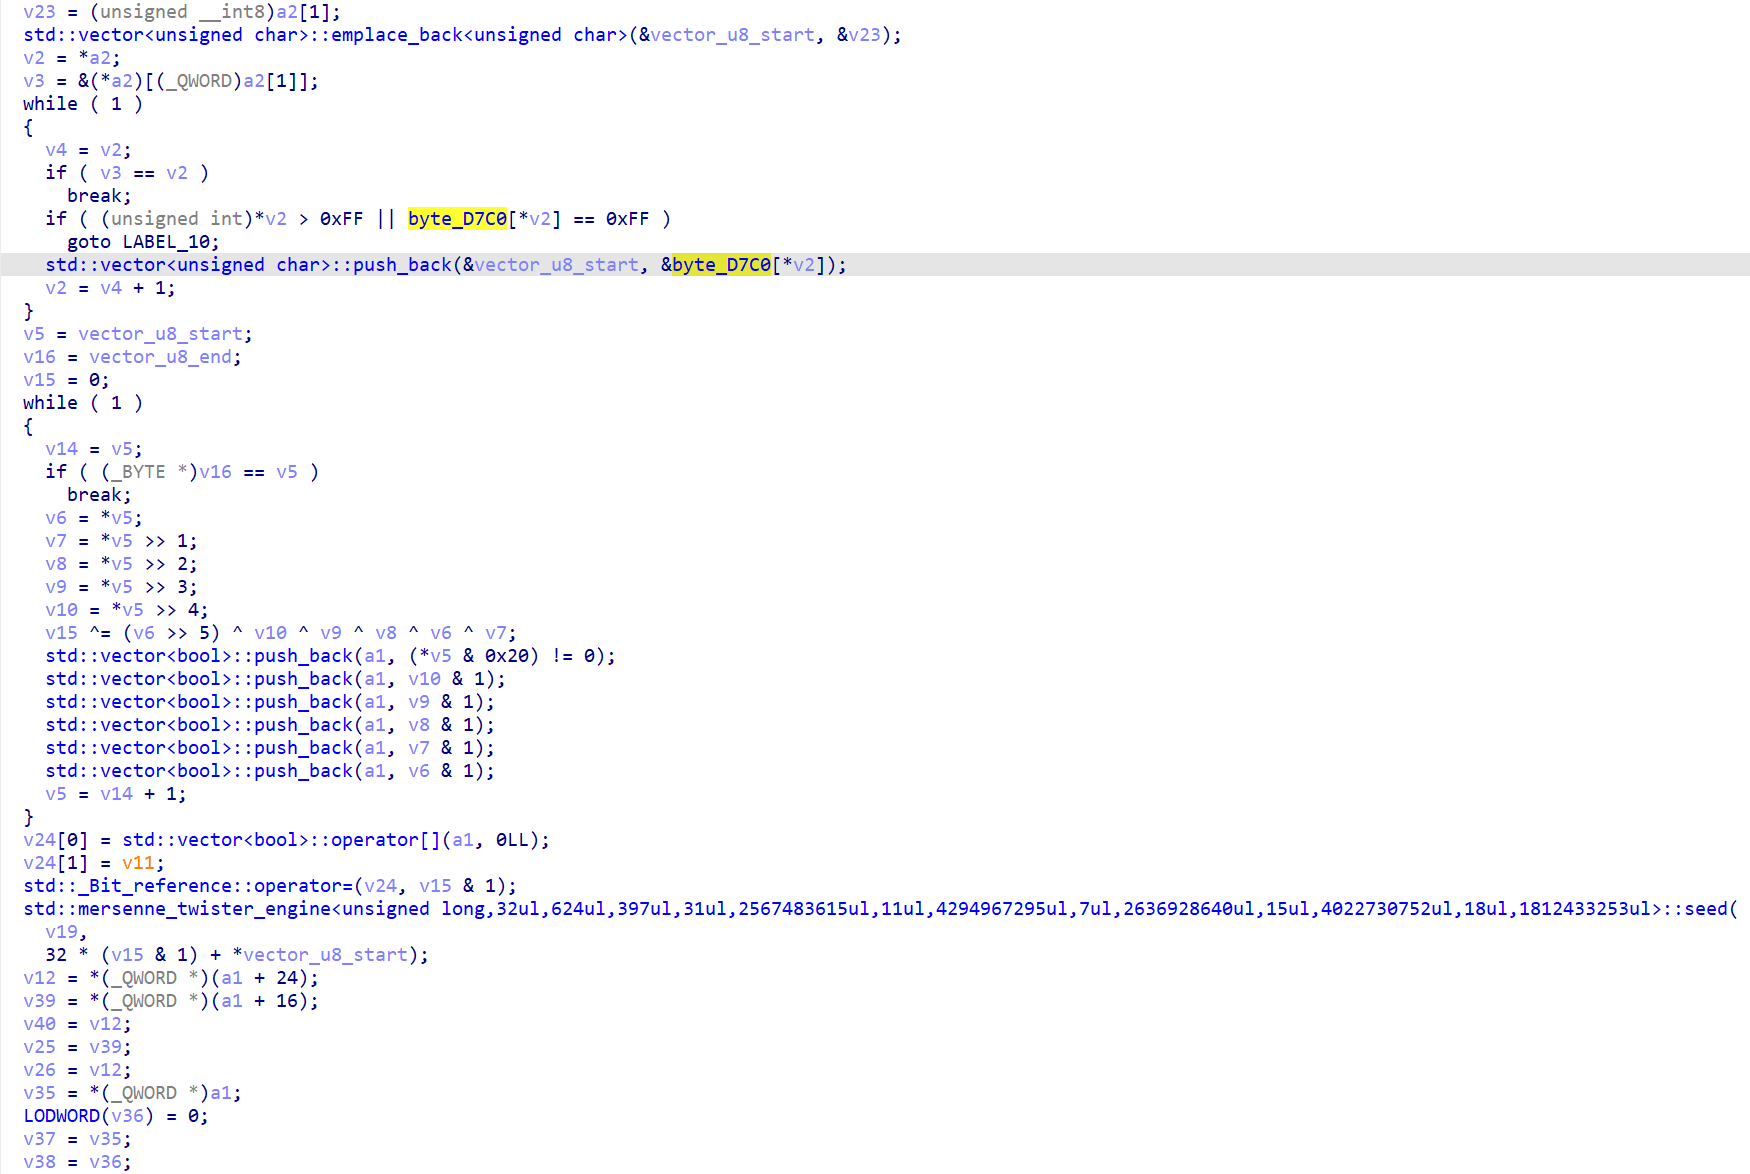 v23 = (unsigned __int8)a2[1];
std::vector<unsigned char>::emplace_back<unsigned char>(&vector_u8_start, &v23);
v2 = *a2;
v3 = &(*a2)[(_QWORD)a2[1]];
while ( 1 )
{
  v4 = v2;
  if ( v3 == v2 )
    break;
  if ( (unsigned int)*v2 > 0xFF || byte_D7C0[*v2] == 0xFF )
    goto LABEL_10;
  std::vector<unsigned char>::push_back(&vector_u8_start, &byte_D7C0[*v2]);
  v2 = v4 + 1;
}
v5 = vector_u8_start;
v16 = vector_u8_end;
v15 = 0;
while ( 1 )
{
  v14 = v5;
  if ( (_BYTE *)v16 == v5 )
    break;
  v6 = *v5;
  v7 = *v5 >> 1;
  v8 = *v5 >> 2;
  v9 = *v5 >> 3;
  v10 = *v5 >> 4;
  v15 ^= (v6 >> 5) ^ v10 ^ v9 ^ v8 ^ v6 ^ v7;
  std::vector<bool>::push_back(a1, (*v5 & 0x20) != 0);
  std::vector<bool>::push_back(a1, v10 & 1);
  std::vector<bool>::push_back(a1, v9 & 1);
  std::vector<bool>::push_back(a1, v8 & 1);
  std::vector<bool>::push_back(a1, v7 & 1);
  std::vector<bool>::push_back(a1, v6 & 1);
  v5 = v14 + 1;
}
v24[0] = std::vector<bool>::operator[](a1, 0LL);
v24[1] = v11;
std::_Bit_reference::operator=(v24, v15 & 1);
std::mersenne_twister_engine<unsigned long,32ul,624ul,397ul,31ul,2567483615ul,11ul,4294967295ul,7ul,2636928640ul,15ul,4022730752ul,18ul,1812433253ul>::seed(
  v19,
  32 * (v15 & 1) + *vector_u8_start);
v12 = *(_QWORD *)(a1 + 24);
v39 = *(_QWORD *)(a1 + 16);
v40 = v12;
v25 = v39;
v26 = v12;
v35 = *(_QWORD *)a1;
LODWORD(v36) = 0;
v37 = v35;
v38 = v36;